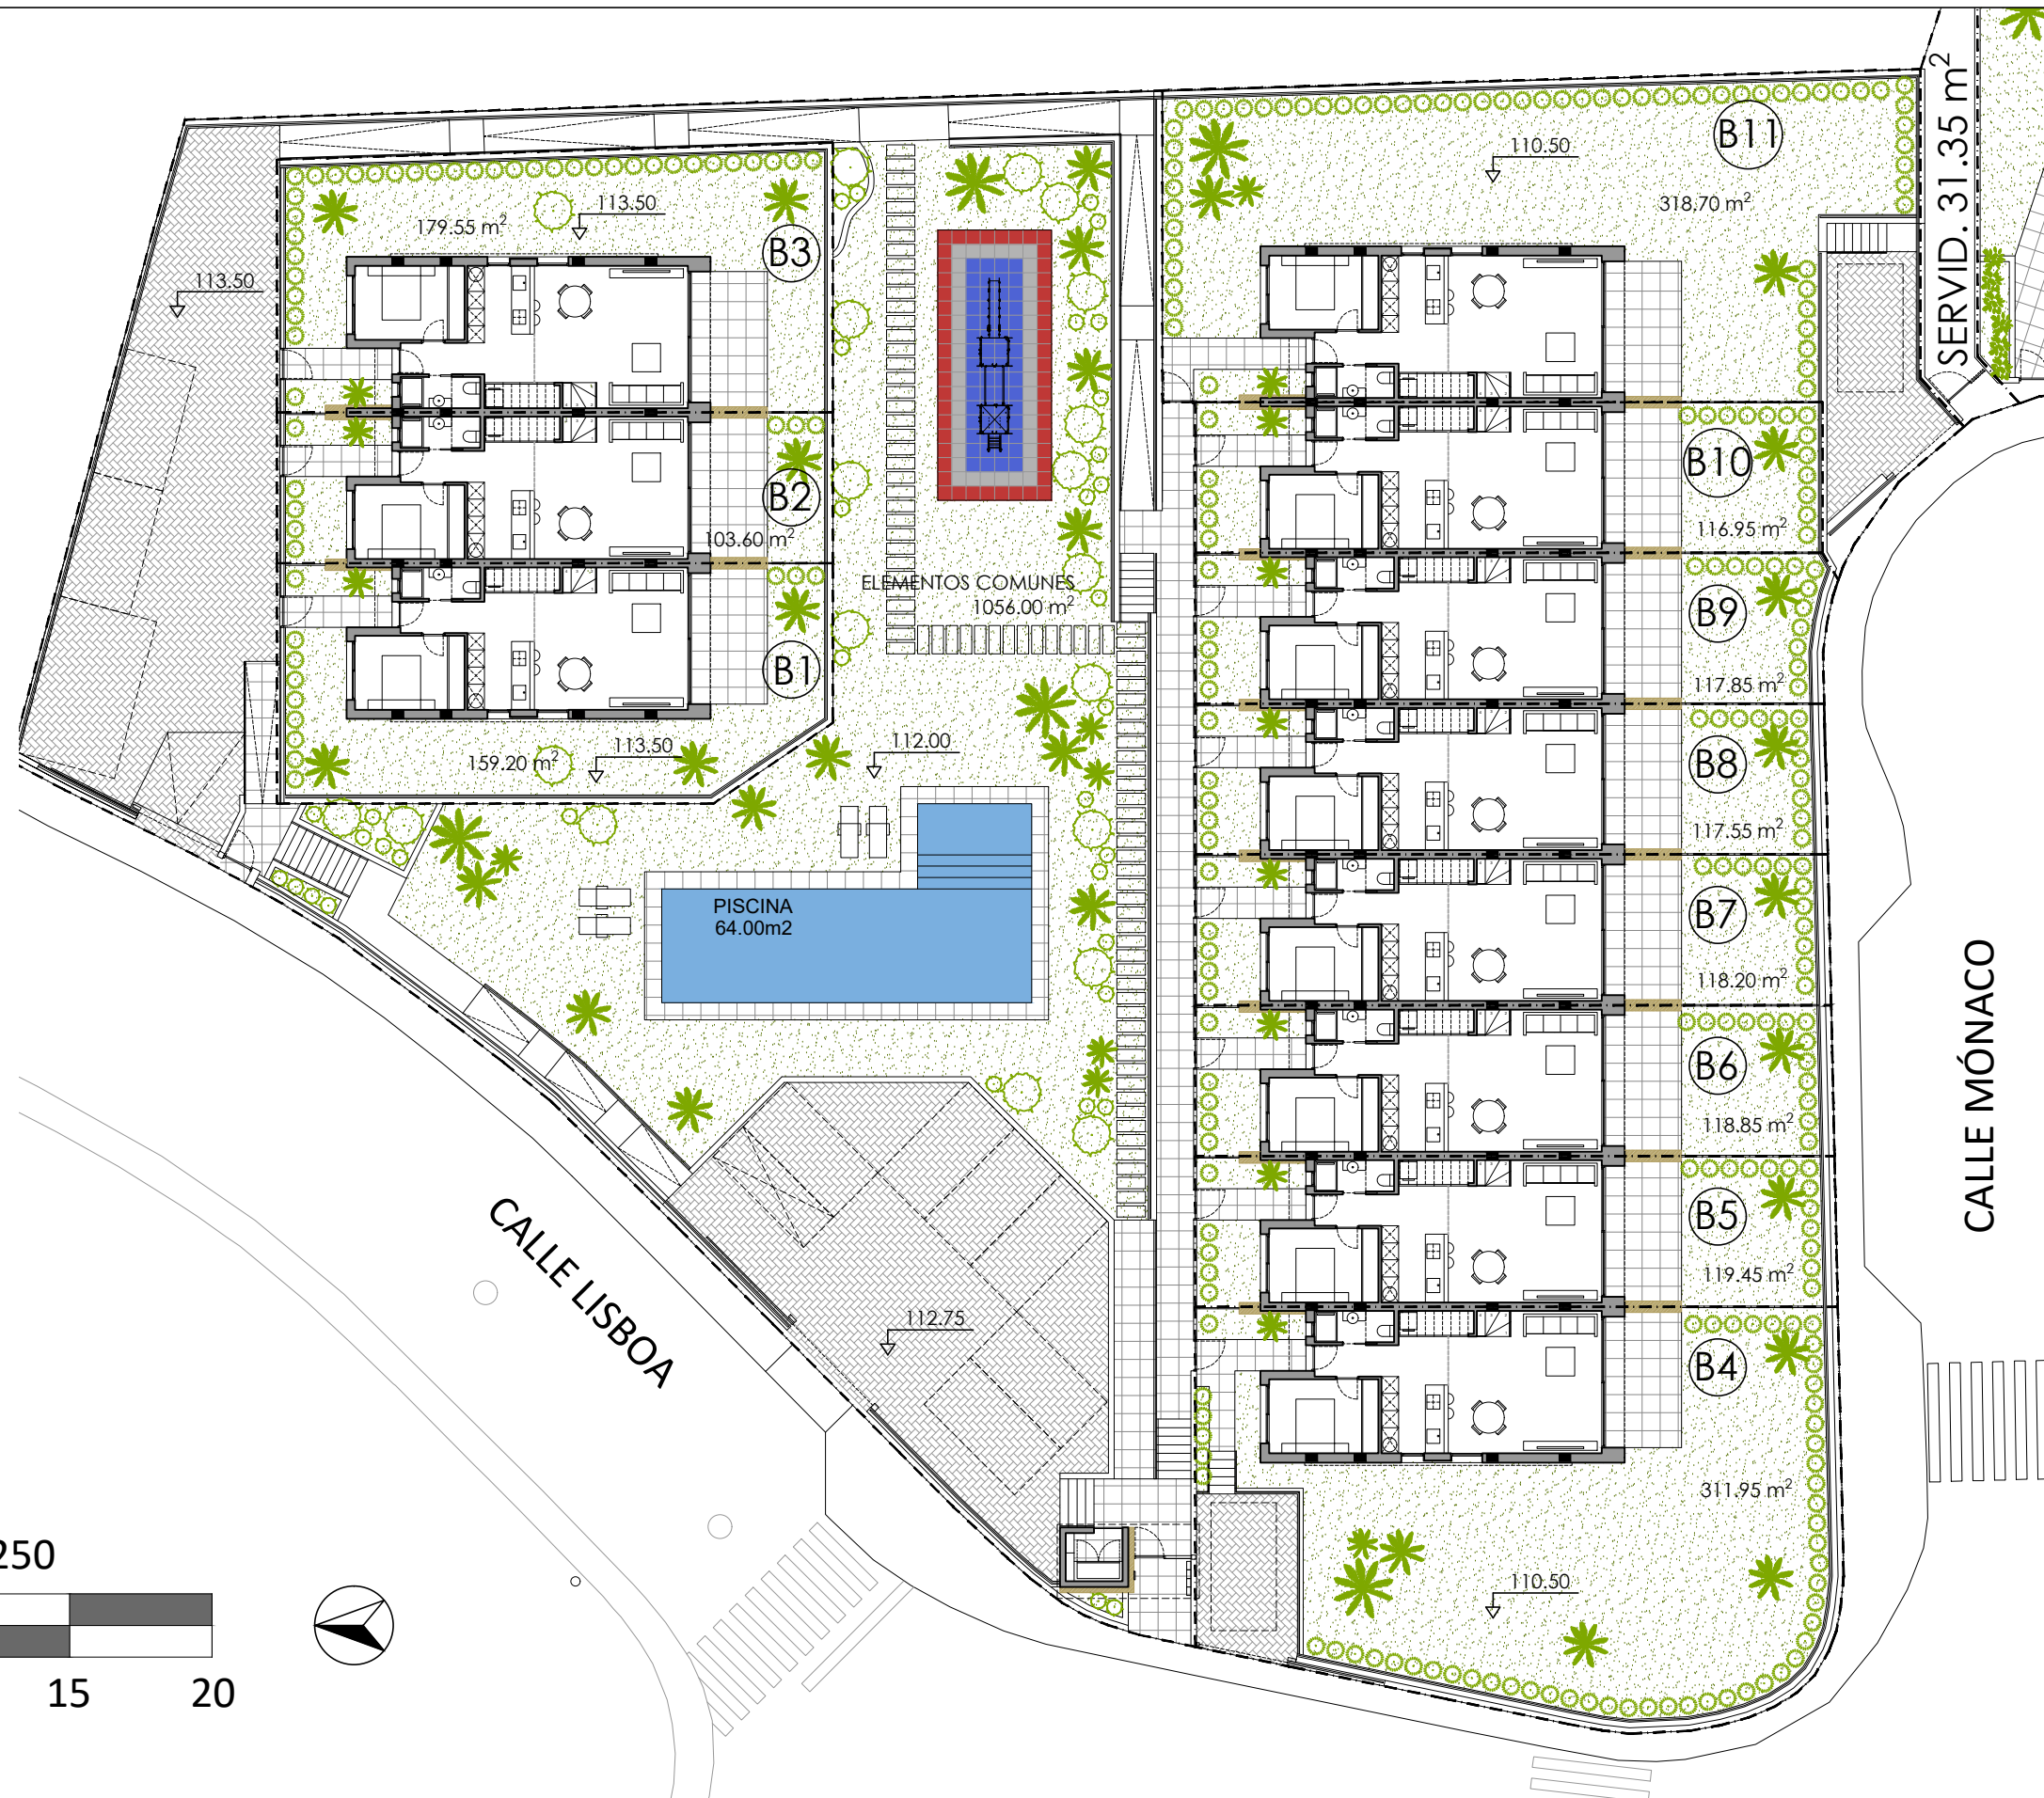 SERVID. 31.35 m²
B11
110.50
318.70 m²
113.50
179.55 m²
B3
113.50
B10
116.95 m²
B2
103.60 m²
ELEMENTOS COMUNES
1056.00 m²
B9
117.85 m²
B1
113.50
159.20 m²
112.00
B8
117.55 m²
PISCINA
64.00m2
B7
118.20 m²
CALLE MÓNACO
B6
118.85 m²
B5
119.45 m²
CALLE LISBOA
112.75
B4
311.95 m²
110.50
250
15
20